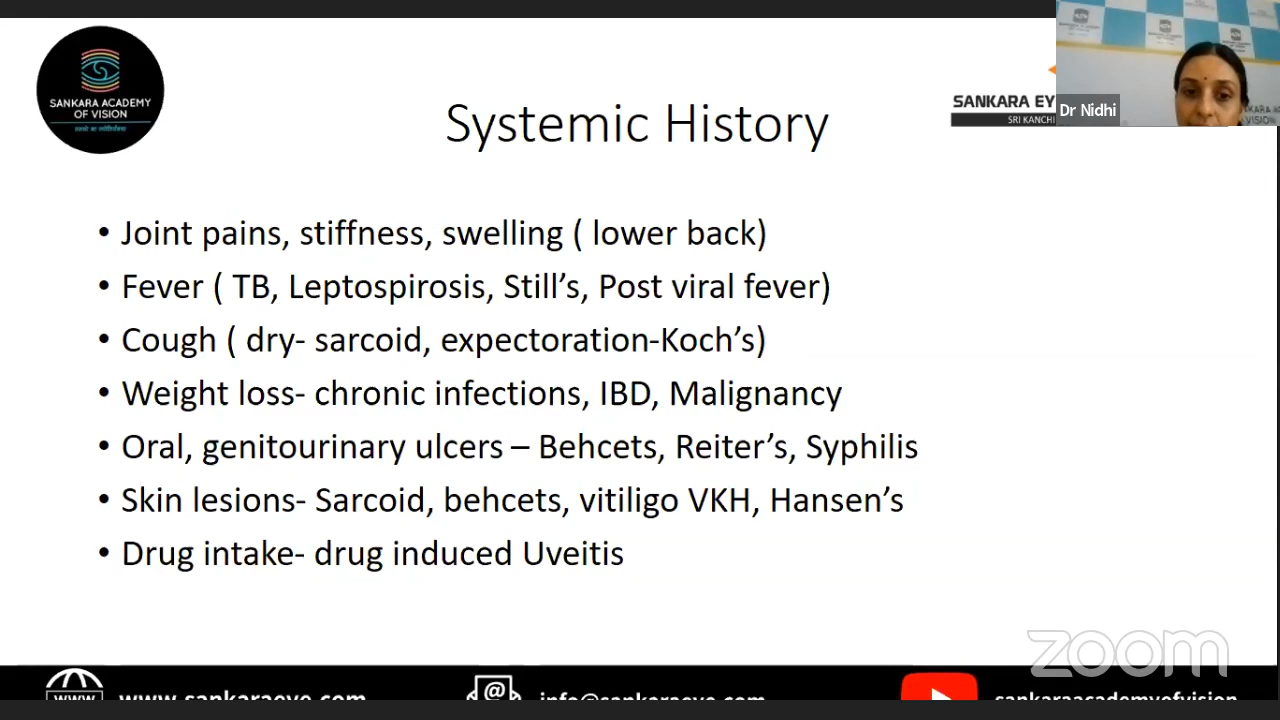 SANKARA ACADEMY
OF VISION
SANKARA EY
SRI KANCHI
Dr Nidhi
Systemic History
• Joint pains, stiffness, swelling ( lower back)
• Fever ( TB, Leptospirosis, Still’s, Post viral fever)
• Cough ( dry- sarcoid, expectoration-Koch’s)
• Weight loss- chronic infections, IBD, Malignancy
• Oral, genitourinary ulcers – Behcets, Reiter’s, Syphilis
• Skin lesions- Sarcoid, behcets, vitiligo VKH, Hansen’s
• Drug intake- drug induced Uveitis
zoom
www www.sankaraeye.com @ info@sankaraeye.com sankaraacademyofvision